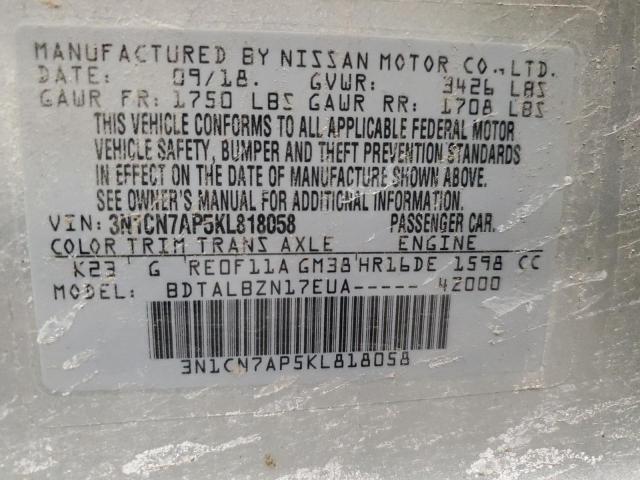 MANUFACTURED BY NISSAN MOTOR CO., LTD.
DATE: 09/18. GVWR: 3426 LBS
GAWR FR: 1750 LBS GAWR RR: 1708 LBS
THIS VEHICLE CONFORMS TO ALL APPLICABLE FEDERAL MOTOR
VEHICLE SAFETY, BUMPER AND THEFT PREVENTION STANDARDS
IN EFFECT ON THE DATE OF MANUFACTURE SHOWN ABOVE.
SEE OWNER'S MANUAL FOR ADDITIONAL INFORMATION.
VIN: 3N1CN7AP5KL818058 PASSENGER CAR.
COLOR TRIM TRANS AXLE ENGINE
K23 G RE0F11A GM38 HR16DE 1598 CC
MODEL: BDTALBZN17EUA----- 42000
3N1CN7AP5KL818058